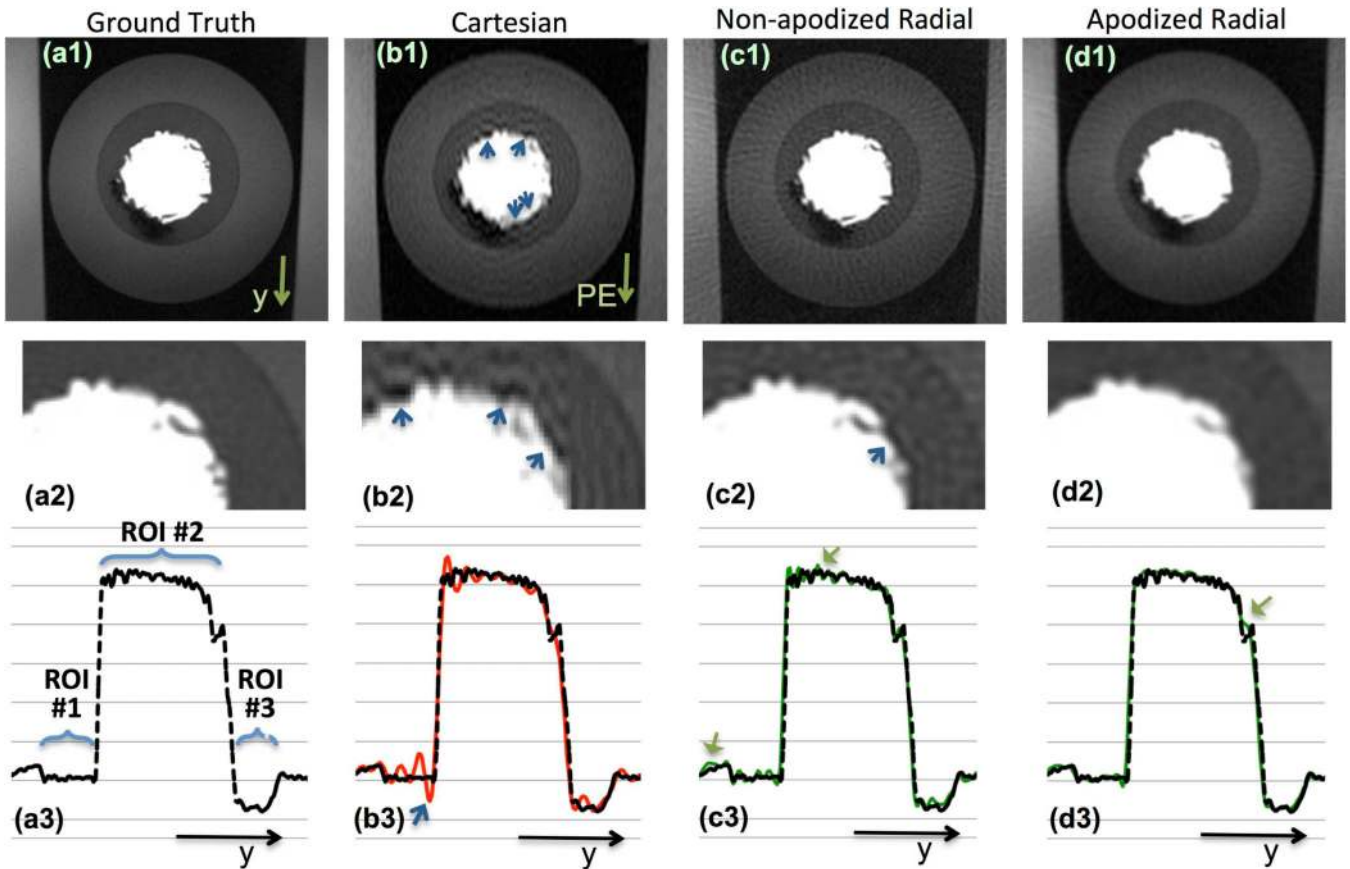 Ground Truth
Cartesian
Non-apodized Radial
Apodized Radial
(a1)
(b1)
(c1)
(d1)
y
PE
(a2)
(b2)
(c2)
(d2)
ROI #2
ROI
#1
ROI
#3
(a3)
(b3)
(c3)
(d3)
y
y
y
y